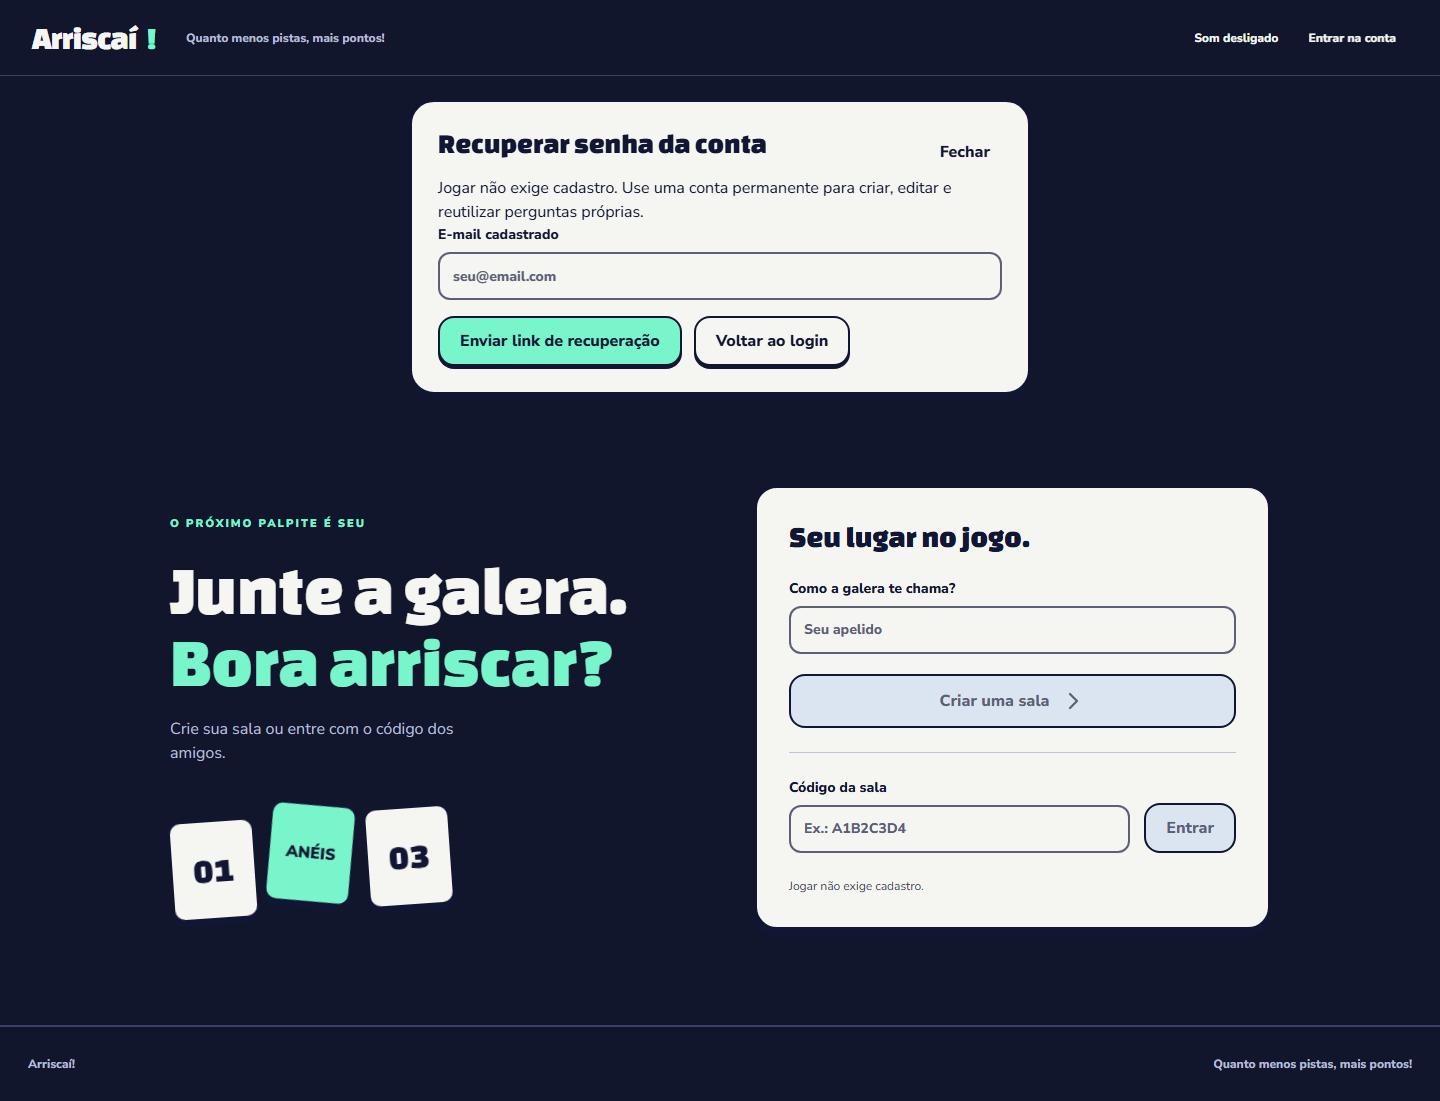 Arriscaí !
Quanto menos pistas, mais pontos!
Som desligado
Entrar na conta
Recuperar senha da conta
Fechar
Jogar não exige cadastro. Use uma conta permanente para criar, editar e
reutilizar perguntas próprias.
E-mail cadastrado
seu@email.com
Enviar link de recuperação
Voltar ao login
O PRÓXIMO PALPITE É SEU
Junte a galera.
Bora arriscar?
Crie sua sala ou entre com o código dos
amigos.
01
ANÉIS
03
Seu lugar no jogo.
Como a galera te chama?
Seu apelido
Criar uma sala
Código da sala
Ex.: A1B2C3D4
Entrar
Jogar não exige cadastro.
Arriscaí!
Quanto menos pistas, mais pontos!